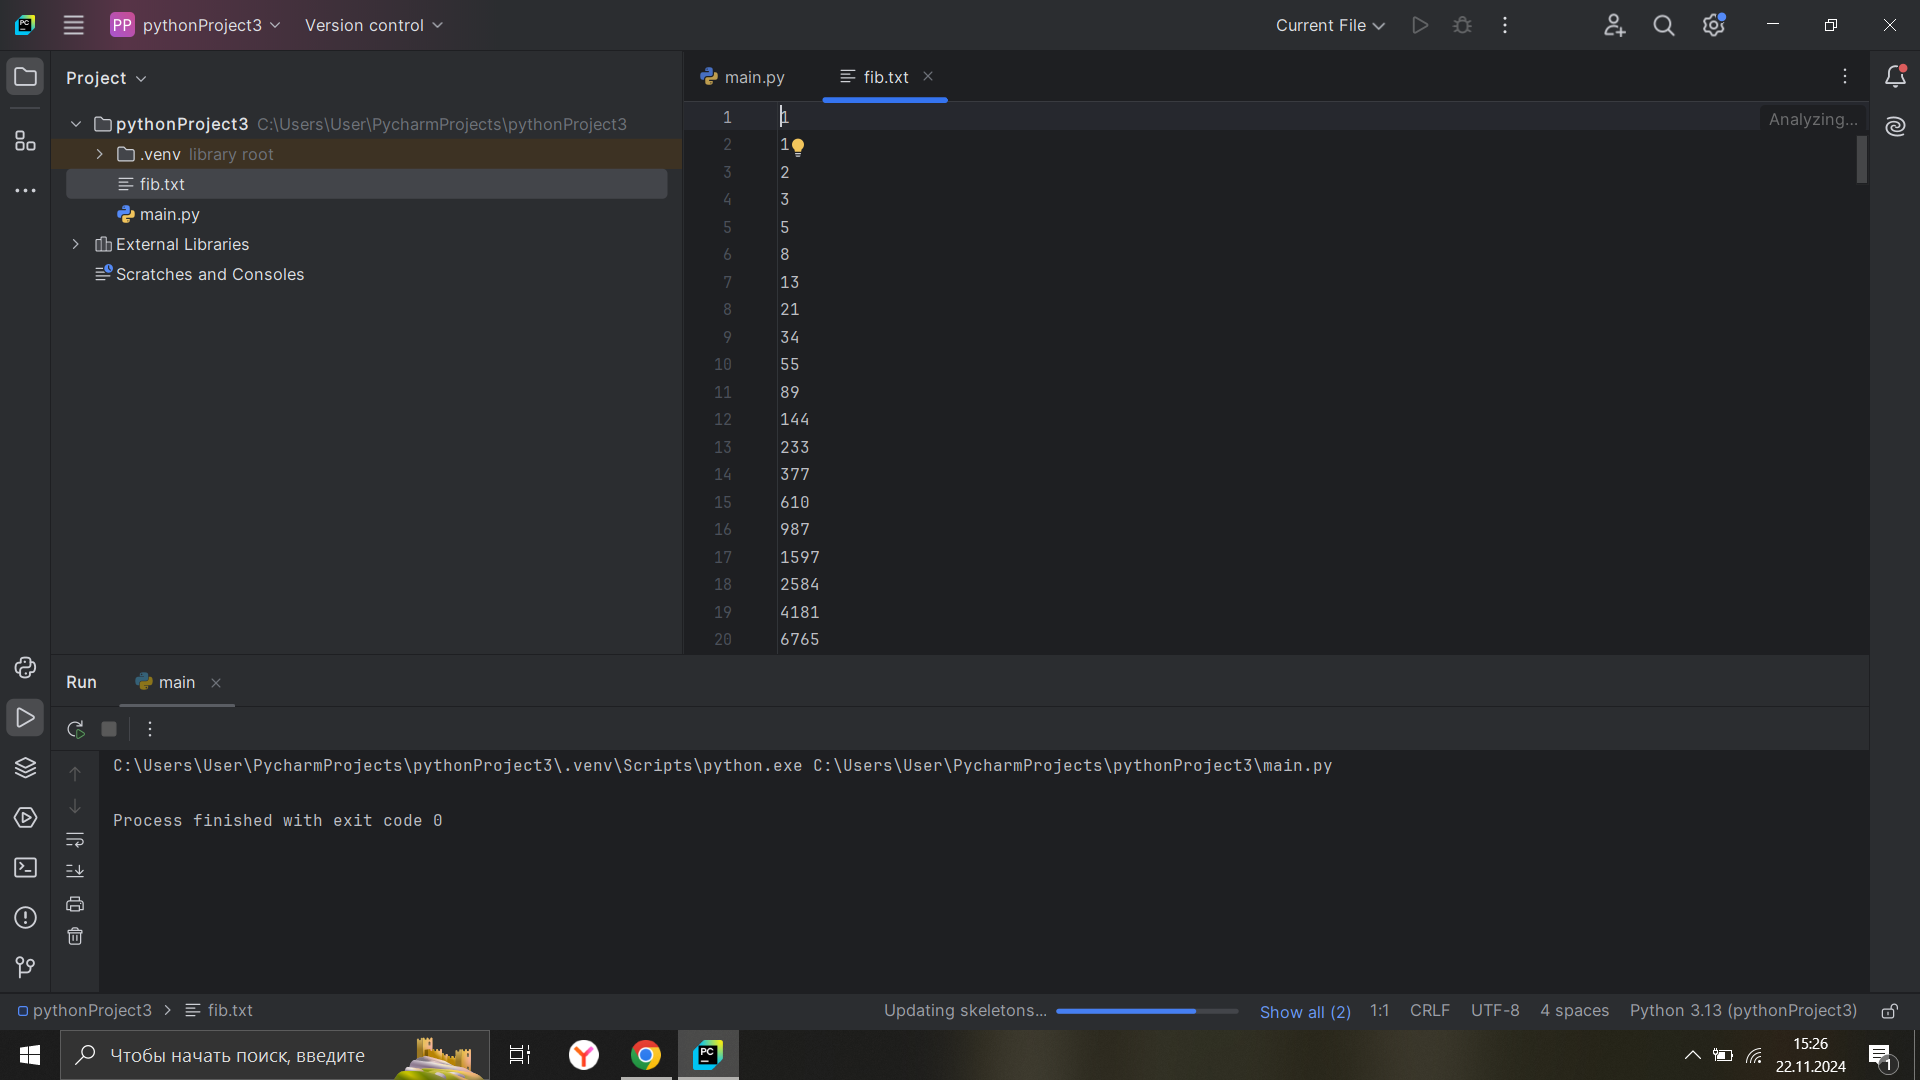 PP pythonProject3 Version control Current File
Project
main.py fib.txt
pythonProject3 C:\Users\User\PycharmProjects\pythonProject3
.venv library root
fib.txt
main.py
External Libraries
Scratches and Consoles
1 1 Analyzing...
2 1
3 2
4 3
5 5
6 8
7 13
8 21
9 34
10 55
11 89
12 144
13 233
14 377
15 610
16 987
17 1597
18 2584
19 4181
20 6765
Run main
C:\Users\User\PycharmProjects\pythonProject3\.venv\Scripts\python.exe C:\Users\User\PycharmProjects\pythonProject3\main.py
Process finished with exit code 0
pythonProject3 fib.txt Updating skeletons... Show all (2) 1:1 CRLF UTF-8 4 spaces Python 3.13 (pythonProject3)
Чтобы начать поиск, введите
PC
15:26
22.11.2024
1